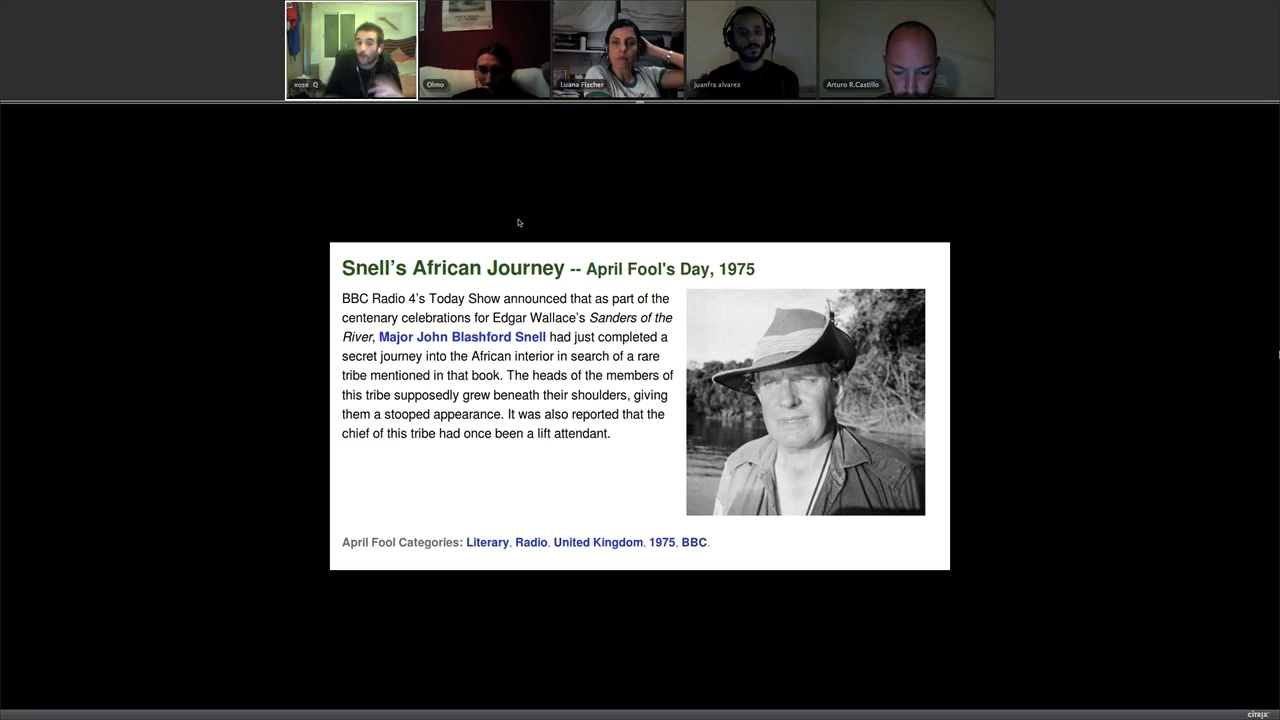 xose Q
Olmo
Luana Fischer
juanfra alvarez
Arturo R.Castillo
Snell’s African Journey -- April Fool's Day, 1975
BBC Radio 4’s Today Show announced that as part of the
centenary celebrations for Edgar Wallace’s Sanders of the
River, Major John Blashford Snell had just completed a
secret journey into the African interior in search of a rare
tribe mentioned in that book. The heads of the members of
this tribe supposedly grew beneath their shoulders, giving
them a stooped appearance. It was also reported that the
chief of this tribe had once been a lift attendant.
April Fool Categories: Literary, Radio, United Kingdom, 1975, BBC.
CITRIX